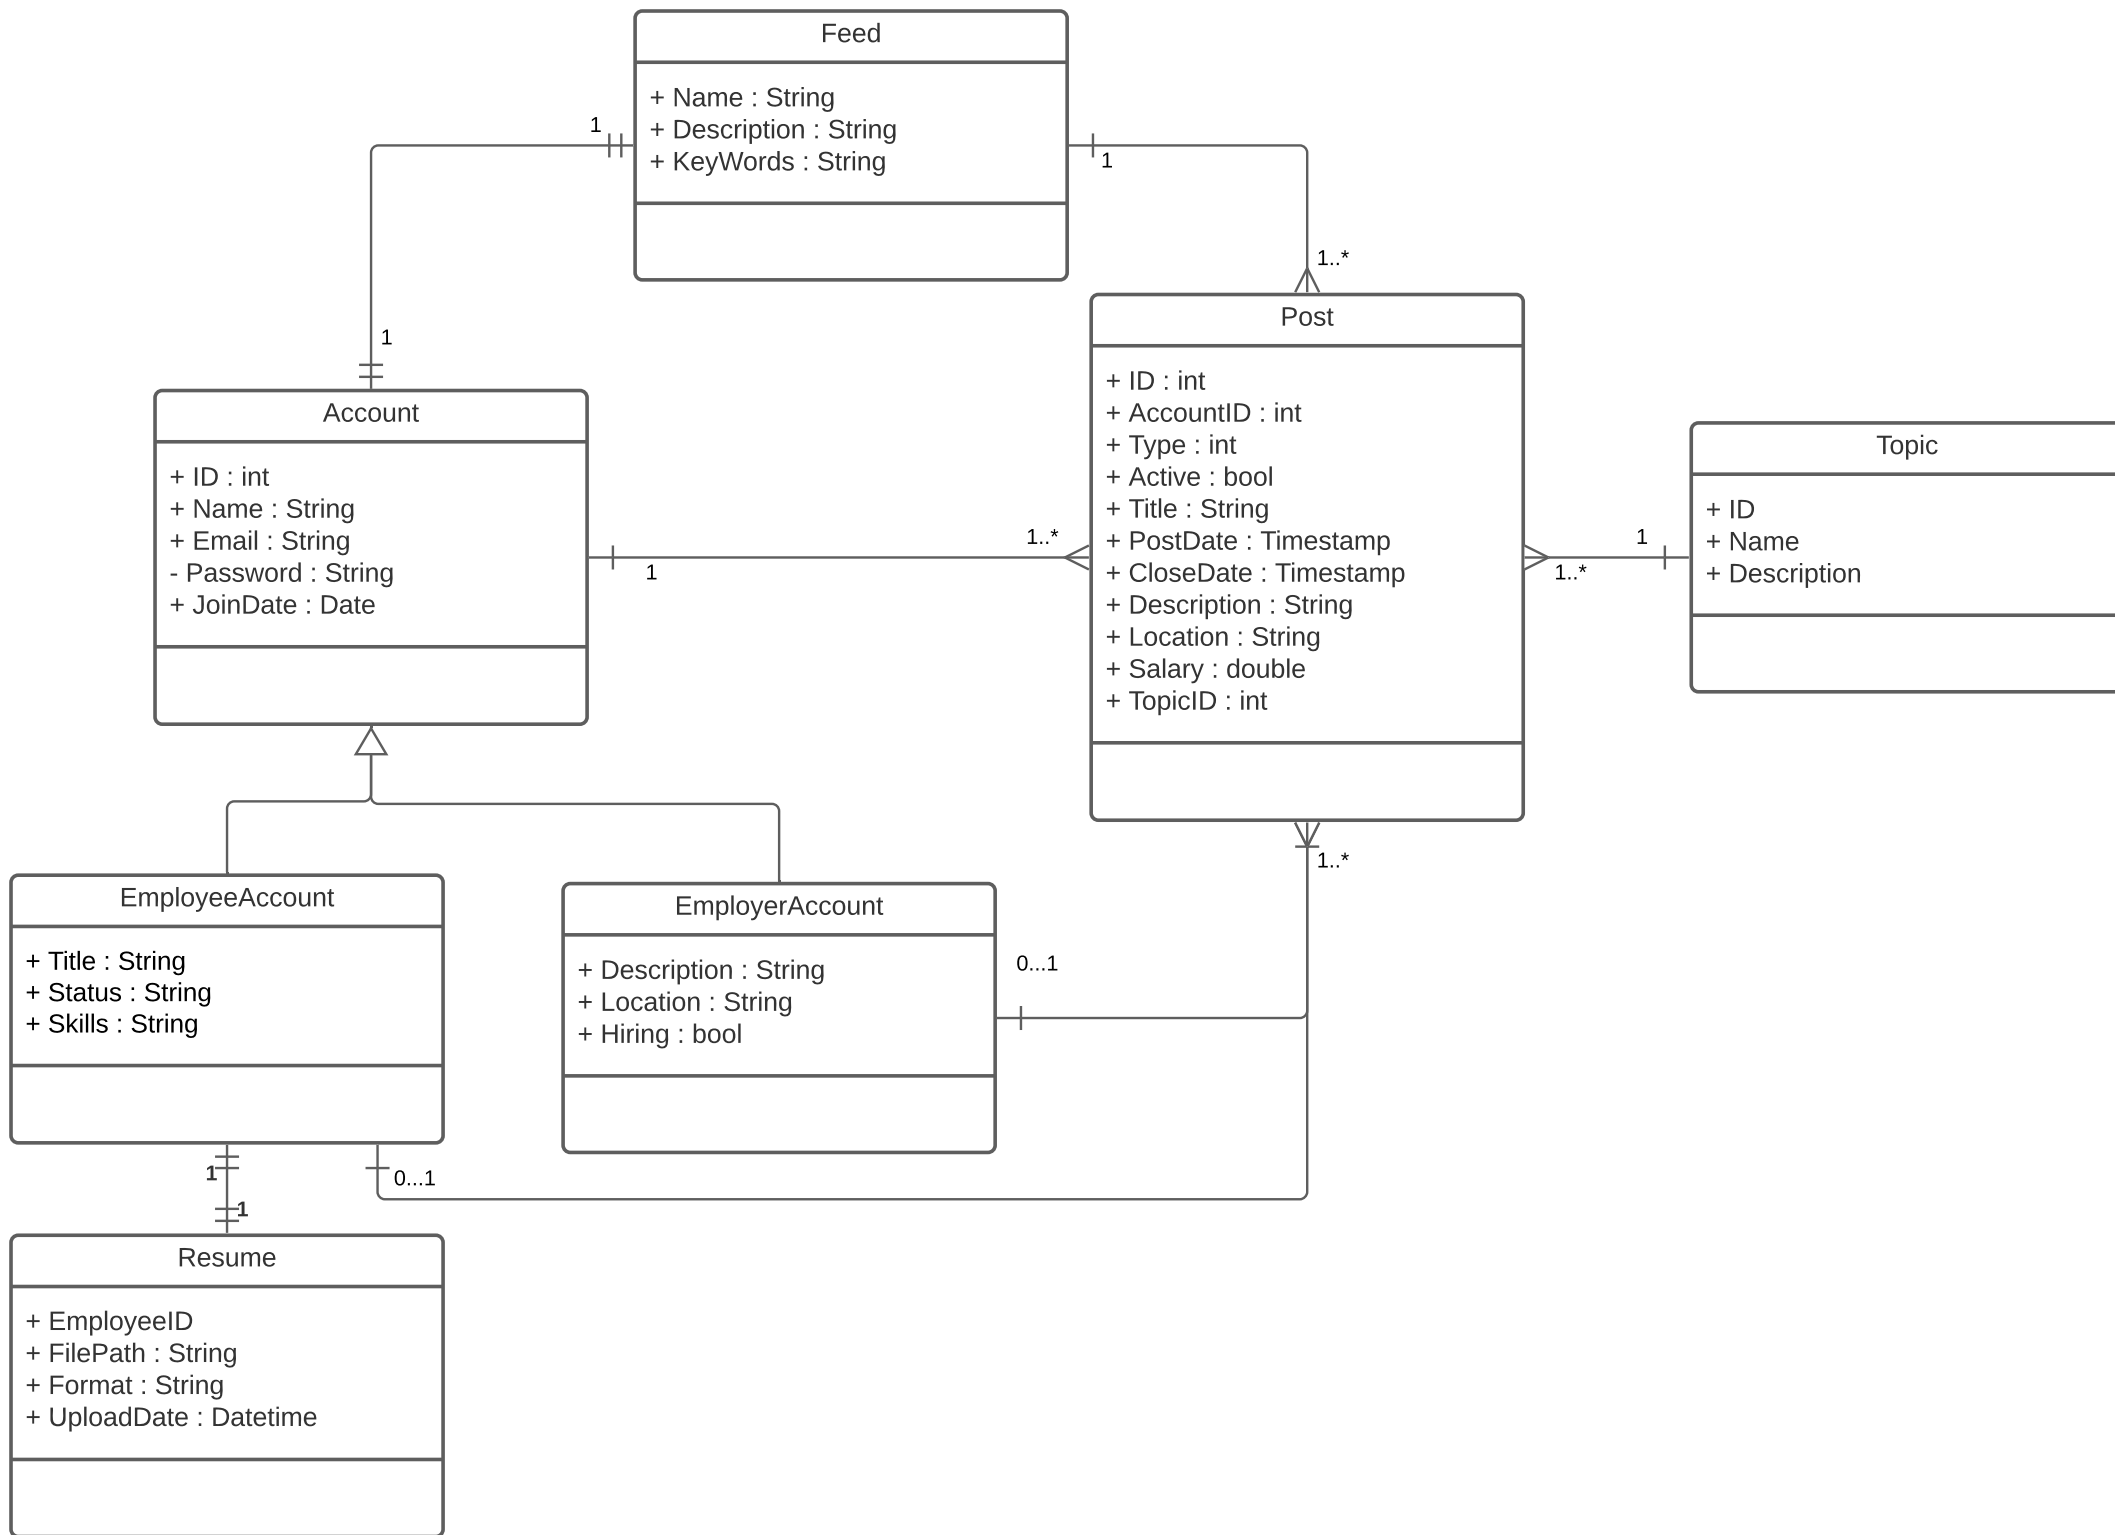 Feed
+ Name : String
+ Description : String
+ KeyWords : String
1
1
1
1..*
Account
+ ID : int
+ Name : String
+ Email : String
- Password : String
+ JoinDate : Date
1
1..*
Post
+ ID : int
+ AccountID : int
+ Type : int
+ Active : bool
+ Title : String
+ PostDate : Timestamp
+ CloseDate : Timestamp
+ Description : String
+ Location : String
+ Salary : double
+ TopicID : int
1..*
1
Topic
+ ID
+ Name
+ Description
EmployeeAccount
+ Title : String
+ Status : String
+ Skills : String
EmployerAccount
+ Description : String
+ Location : String
+ Hiring : bool
0...1
1..*
1
0...1
1
Resume
+ EmployeeID
+ FilePath : String
+ Format : String
+ UploadDate : Datetime